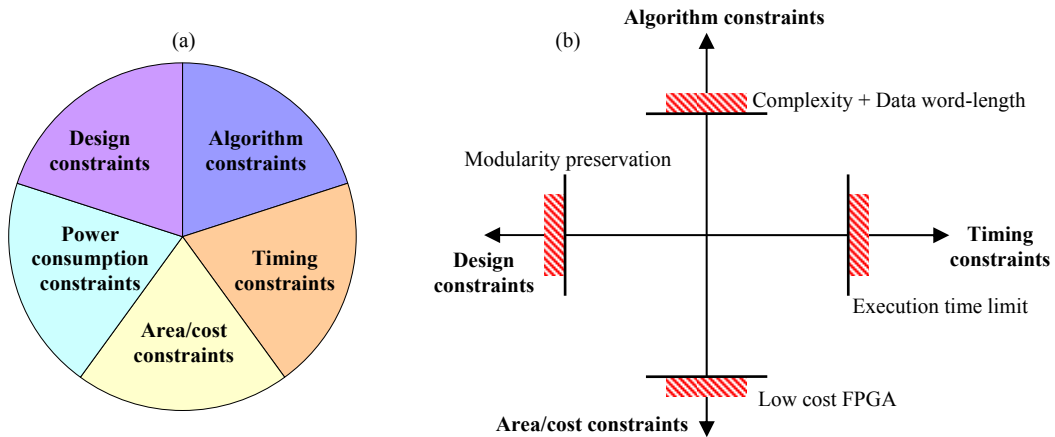 (a)
Design
constraints
Algorithm
constraints
Power
consumption
constraints
Timing
constraints
Area/cost
constraints
(b)
Algorithm constraints
Complexity + Data word-length
Modularity preservation
Design
constraints
Timing
constraints
Execution time limit
Low cost FPGA
Area/cost constraints